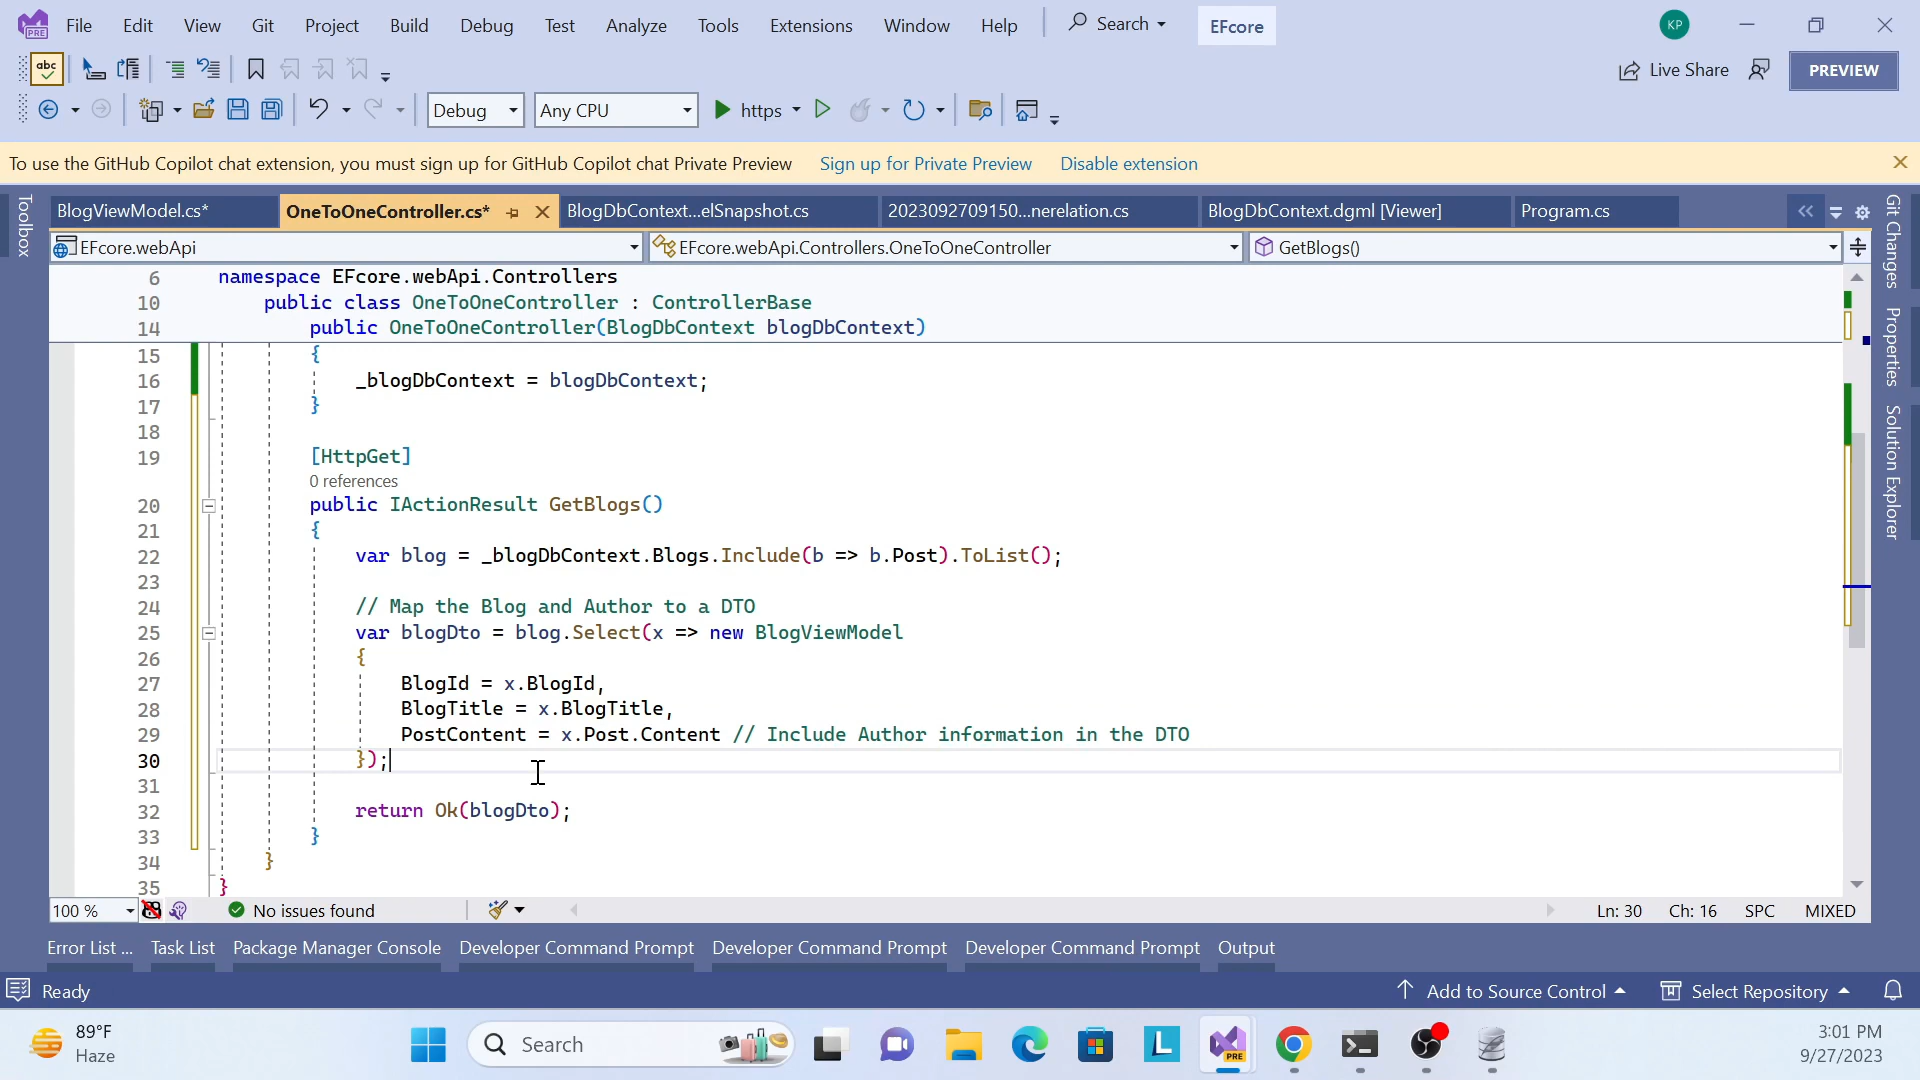 File Edit View Git Project Build Debug Test Analyze Tools Extensions Window Help Search EFcore KP
PRE
abc Live Share PREVIEW
Debug Any CPU https
To use the GitHub Copilot chat extension, you must sign up for GitHub Copilot chat Private Preview Sign up for Private Preview Disable extension
BlogViewModel.cs* OneToOneController.cs* BlogDbContext...elSnapshot.cs 2023092709150...nerelation.cs BlogDbContext.dgml [Viewer] Program.cs
Toolbox
EFcore.webApi EFcore.webApi.Controllers.OneToOneController GetBlogs()
6 namespace EFcore.webApi.Controllers
10 public class OneToOneController : ControllerBase
14 public OneToOneController(BlogDbContext blogDbContext)
15 {
16 _blogDbContext = blogDbContext;
17 }
18
19 [HttpGet]
0 references
20 public IActionResult GetBlogs()
21 {
22 var blog = _blogDbContext.Blogs.Include(b => b.Post).ToList();
23
24 // Map the Blog and Author to a DTO
25 var blogDto = blog.Select(x => new BlogViewModel
26 {
27 BlogId = x.BlogId,
28 BlogTitle = x.BlogTitle,
29 PostContent = x.Post.Content // Include Author information in the DTO
30 });
31
32 return Ok(blogDto);
33 }
34 }
35 }
Git Changes
Properties
Solution Explorer
100 % No issues found Ln: 30 Ch: 16 SPC MIXED
Error List ... Task List Package Manager Console Developer Command Prompt Developer Command Prompt Developer Command Prompt Output
Ready Add to Source Control Select Repository
89°F
Haze
Search
L
PRE
3:01 PM
9/27/2023